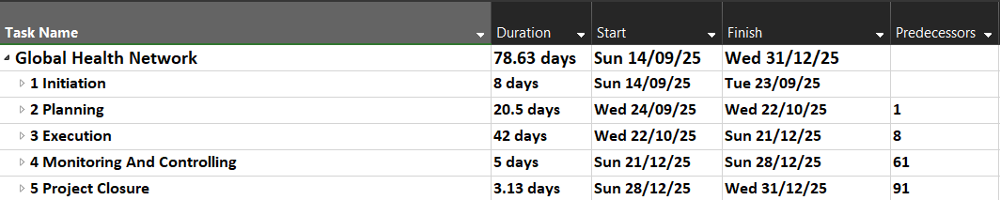 Task Name Duration Start Finish Predecessors
Global Health Network 78.63 days Sun 14/09/25 Wed 31/12/25
1 Initiation 8 days Sun 14/09/25 Tue 23/09/25
2 Planning 20.5 days Wed 24/09/25 Wed 22/10/25 1
3 Execution 42 days Wed 22/10/25 Sun 21/12/25 8
4 Monitoring And Controlling 5 days Sun 21/12/25 Sun 28/12/25 61
5 Project Closure 3.13 days Sun 28/12/25 Wed 31/12/25 91